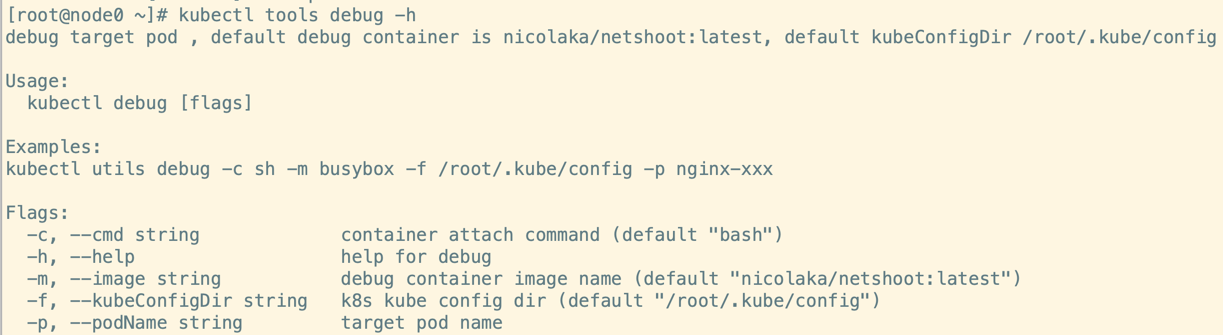 [root@node0 ~]# kubectl tools debug -h
debug target pod , default debug container is nicolaka/netshoot:latest, default kubeConfigDir /root/.kube/config
Usage:
  kubectl debug [flags]
Examples:
kubectl utils debug -c sh -m busybox -f /root/.kube/config -p nginx-xxx
Flags:
  -c, --cmd string             container attach command (default "bash")
  -h, --help                   help for debug
  -m, --image string           debug container image name (default "nicolaka/netshoot:latest")
  -f, --kubeConfigDir string   k8s kube config dir (default "/root/.kube/config")
  -p, --podName string         target pod name